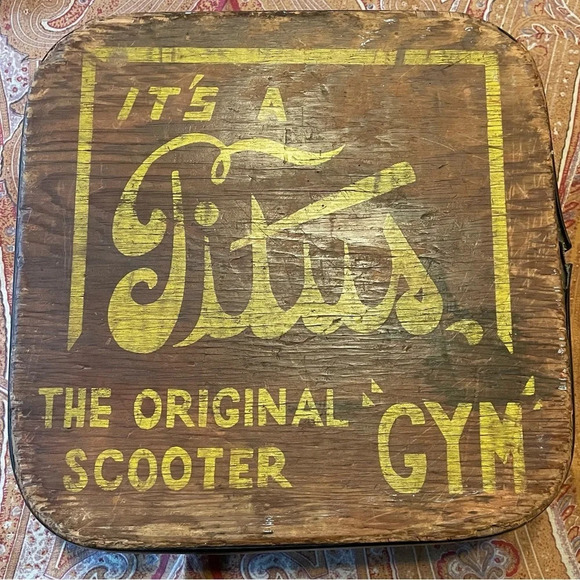 IT'S A
Titus
THE ORIGINAL
SCOOTER 'GYM'